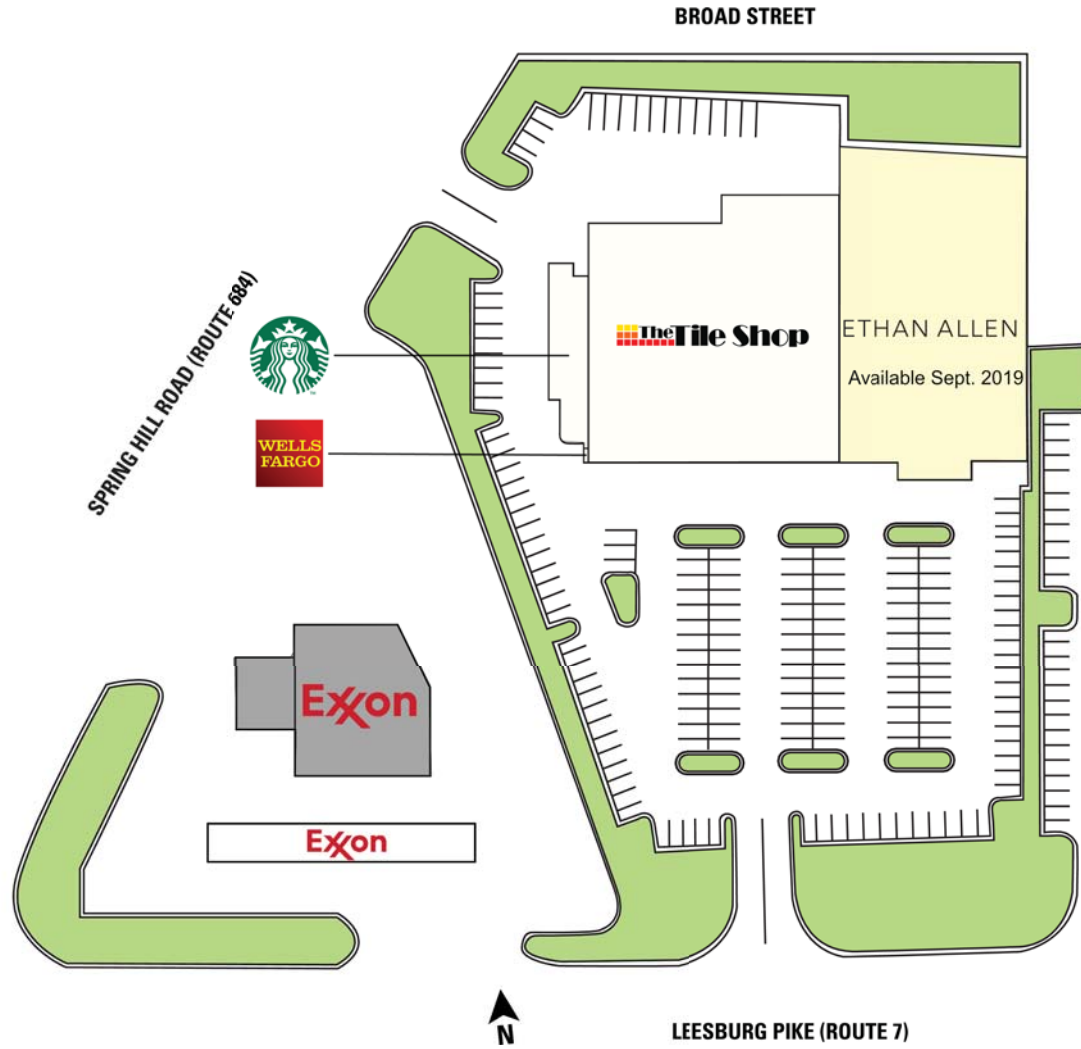 BROAD STREET
SPRING HILL ROAD (ROUTE 684)
The Tile Shop
ETHAN ALLEN
Available Sept. 2019
WELLS
FARGO
Exxon
Exxon
N
LEESBURG PIKE (ROUTE 7)